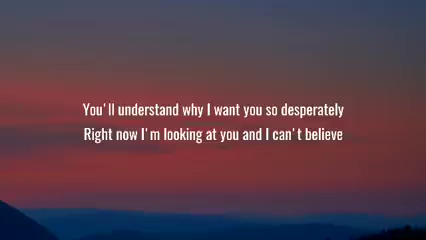 You'll understand why I want you so desperately
Right now I'm looking at you and I can't believe